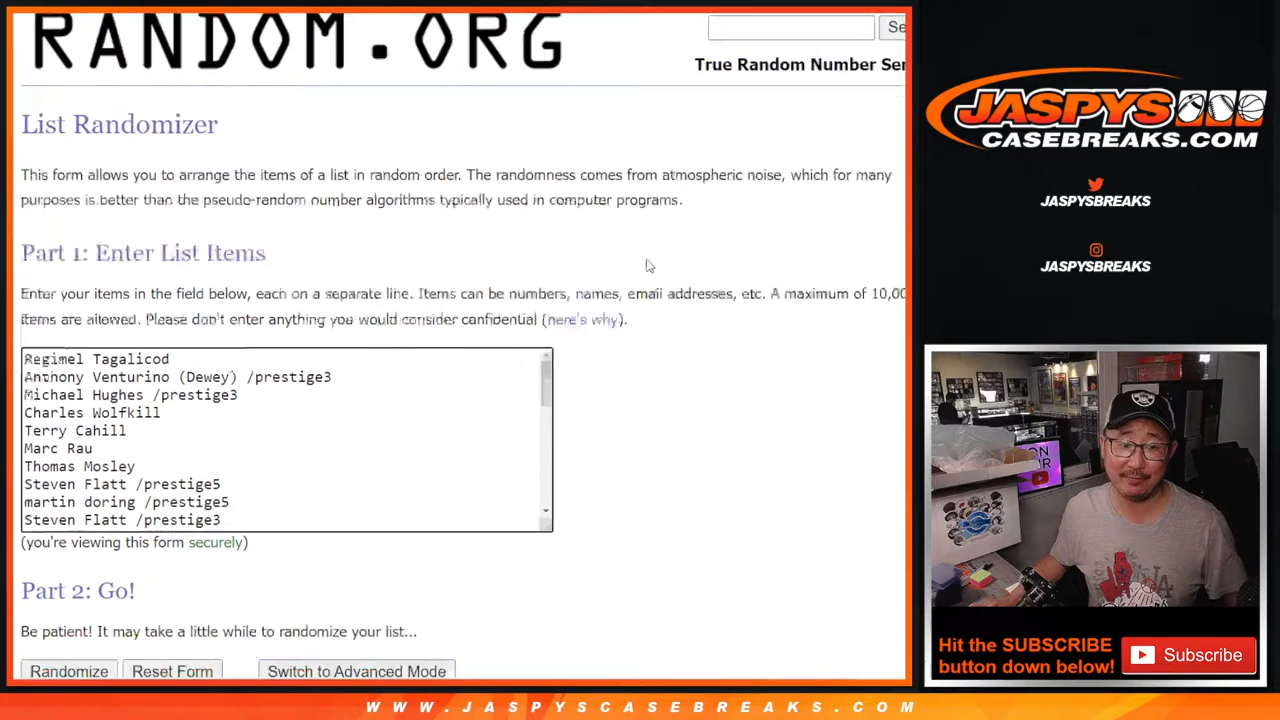 RANDOM.ORG
Se
True Random Number Ser
List Randomizer
This form allows you to arrange the items of a list in random order. The randomness comes from atmospheric noise, which for many
purposes is better than the pseudo-random number algorithms typically used in computer programs.
Part 1: Enter List Items
Enter your items in the field below, each on a separate line. Items can be numbers, names, email addresses, etc. A maximum of 10,00
items are allowed. Please don't enter anything you would consider confidential (here's why).
Regimel Tagalicod
Anthony Venturino (Dewey) /prestige3
Michael Hughes /prestige3
Charles Wolfkill
Terry Cahill
Marc Rau
Thomas Mosley
Steven Flatt /prestige5
martin doring /prestige5
Steven Flatt /prestige3
(you're viewing this form securely)
Part 2: Go!
Be patient! It may take a little while to randomize your list...
Randomize
Reset Form
Switch to Advanced Mode
JASPYS
CASEBREAKS.COM
JASPYSBREAKS
JASPYSBREAKS
Hit the SUBSCRIBE
button down below!
Subscribe
WWW.JASPYSCASEBREAKS.COM